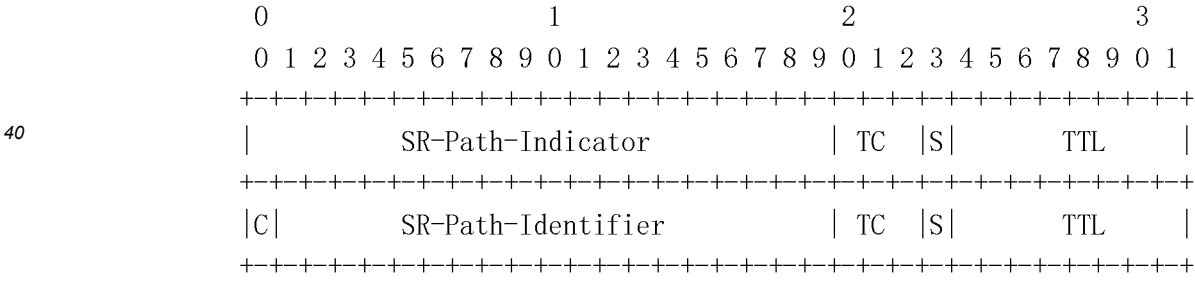 0 1 2 3
0 1 2 3 4 5 6 7 8 9 0 1 2 3 4 5 6 7 8 9 0 1 2 3 4 5 6 7 8 9 0 1
+-+-+-+-+-+-+-+-+-+-+-+-+-+-+-+-+-+-+-+-+-+-+-+-+-+-+-+-+-+-+-+-+
40 | SR-Path-Indicator | TC |S| TTL |
+-+-+-+-+-+-+-+-+-+-+-+-+-+-+-+-+-+-+-+-+-+-+-+-+-+-+-+-+-+-+-+-+
|C| SR-Path-Identifier | TC |S| TTL |
+-+-+-+-+-+-+-+-+-+-+-+-+-+-+-+-+-+-+-+-+-+-+-+-+-+-+-+-+-+-+-+-+